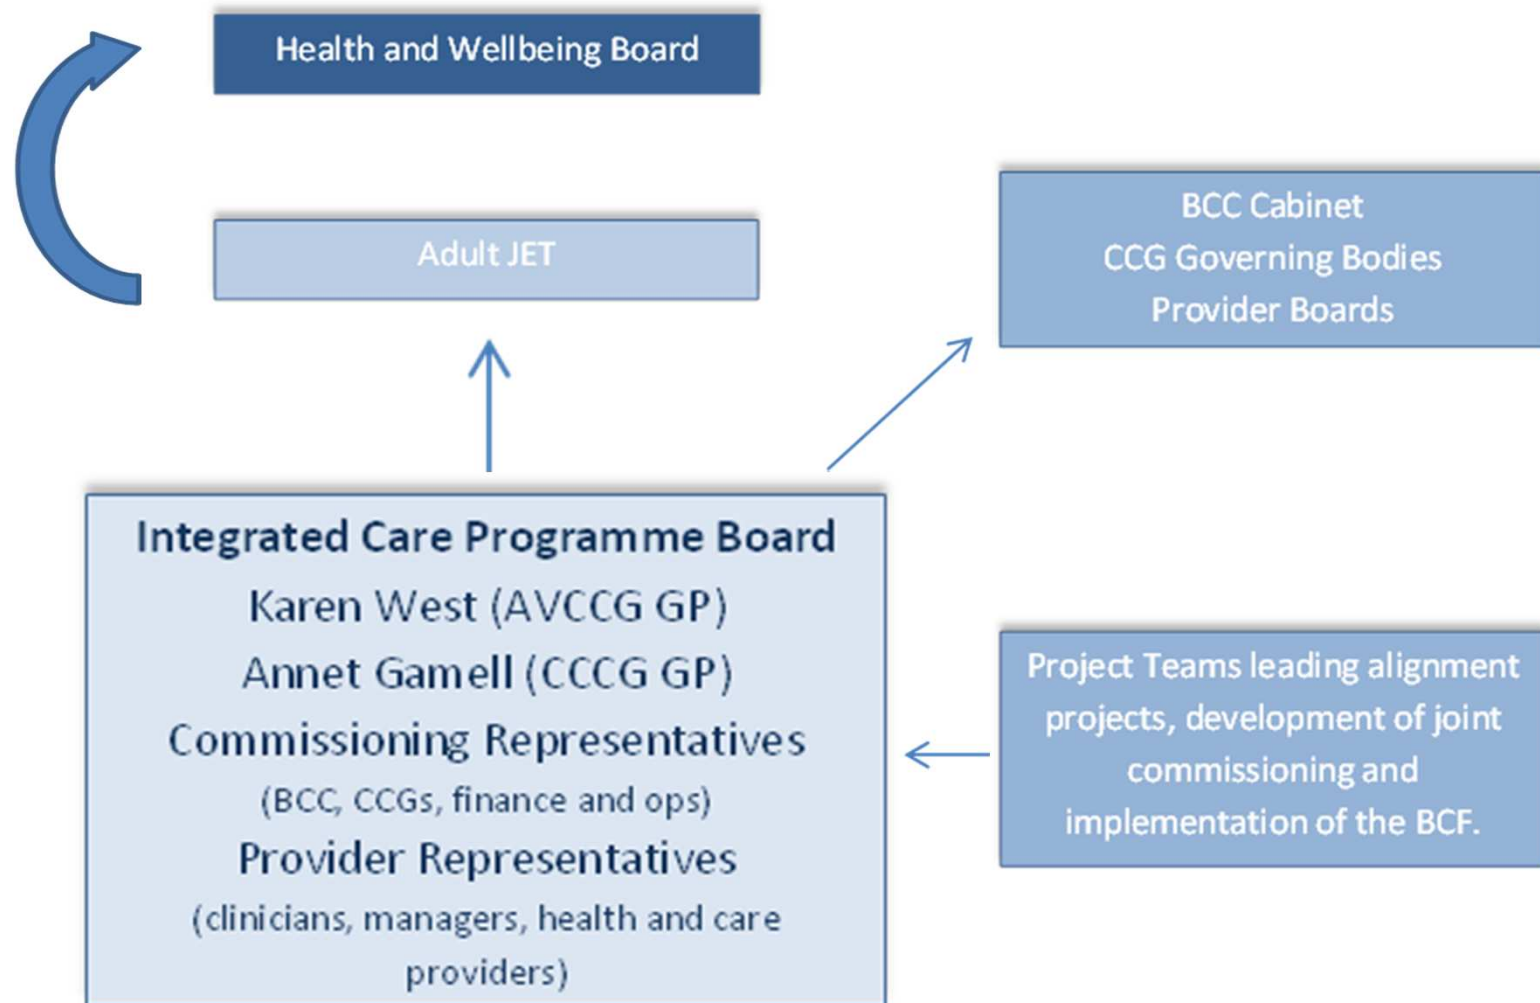 Health and Wellbeing Board
Adult JET
BCC Cabinet
CCG Governing Bodies
Provider Boards
Integrated Care Programme Board
Karen West (AVCCG GP)
Annet Gamell (CCCG GP)
Commissioning Representatives
(BCC, CCGs, finance and ops)
Provider Representatives
(clinicians, managers, health and care
providers)
Project Teams leading alignment
projects, development of joint
commissioning and
implementation of the BCF.